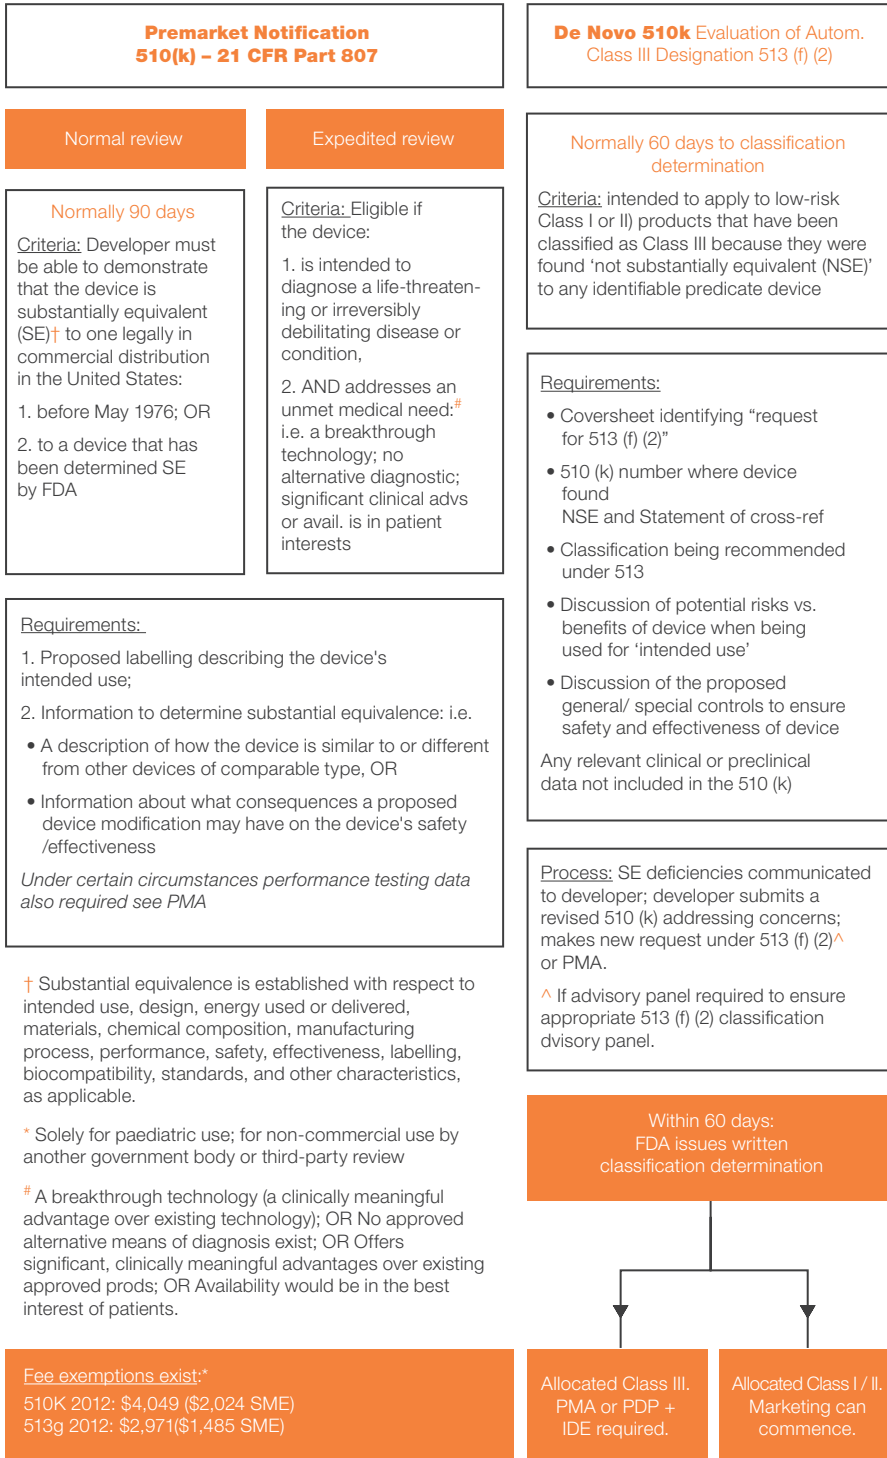 Premarket Notification
510(k) – 21 CFR Part 807
Normal review
Expedited review
Normally 90 days
Criteria: Developer must
be able to demonstrate
that the device is
substantially equivalent
(SE)† to one legally in
commercial distribution
in the United States:
1. before May 1976; OR
2. to a device that has
been determined SE
by FDA
Criteria: Eligible if
the device:
1. is intended to
diagnose a life-threaten-
ing or irreversibly
debilitating disease or
condition,
2. AND addresses an
unmet medical need:#
i.e. a breakthrough
technology; no
alternative diagnostic;
significant clinical advs
or avail. is in patient
interests
Requirements:
1. Proposed labelling describing the device's
intended use;
2. Information to determine substantial equivalence: i.e.
• A description of how the device is similar to or different
from other devices of comparable type, OR
• Information about what consequences a proposed
device modification may have on the device's safety
/effectiveness
Under certain circumstances performance testing data
also required see PMA
† Substantial equivalence is established with respect to
intended use, design, energy used or delivered,
materials, chemical composition, manufacturing
process, performance, safety, effectiveness, labelling,
biocompatibility, standards, and other characteristics,
as applicable.
* Solely for paediatric use; for non-commercial use by
another government body or third-party review
# A breakthrough technology (a clinically meaningful
advantage over existing technology); OR No approved
alternative means of diagnosis exist; OR Offers
significant, clinically meaningful advantages over existing
approved prods; OR Availability would be in the best
interest of patients.
Fee exemptions exist:*
510K 2012: $4,049 ($2,024 SME)
513g 2012: $2,971($1,485 SME)
De Novo 510k Evaluation of Autom.
Class III Designation 513 (f) (2)
Normally 60 days to classification
determination
Criteria: intended to apply to low-risk
Class I or II) products that have been
classified as Class III because they were
found ‘not substantially equivalent (NSE)’
to any identifiable predicate device
Requirements:
• Coversheet identifying “request
for 513 (f) (2)”
• 510 (k) number where device
found
NSE and Statement of cross-ref
• Classification being recommended
under 513
• Discussion of potential risks vs.
benefits of device when being
used for ‘intended use’
• Discussion of the proposed
general/ special controls to ensure
safety and effectiveness of device
Any relevant clinical or preclinical
data not included in the 510 (k)
Process: SE deficiencies communicated
to developer; developer submits a
revised 510 (k) addressing concerns;
makes new request under 513 (f) (2)^
or PMA.
^ If advisory panel required to ensure
appropriate 513 (f) (2) classification
dvisory panel.
Within 60 days:
FDA issues written
classification determination
Allocated Class III.
PMA or PDP +
IDE required.
Allocated Class I / II.
Marketing can
commence.